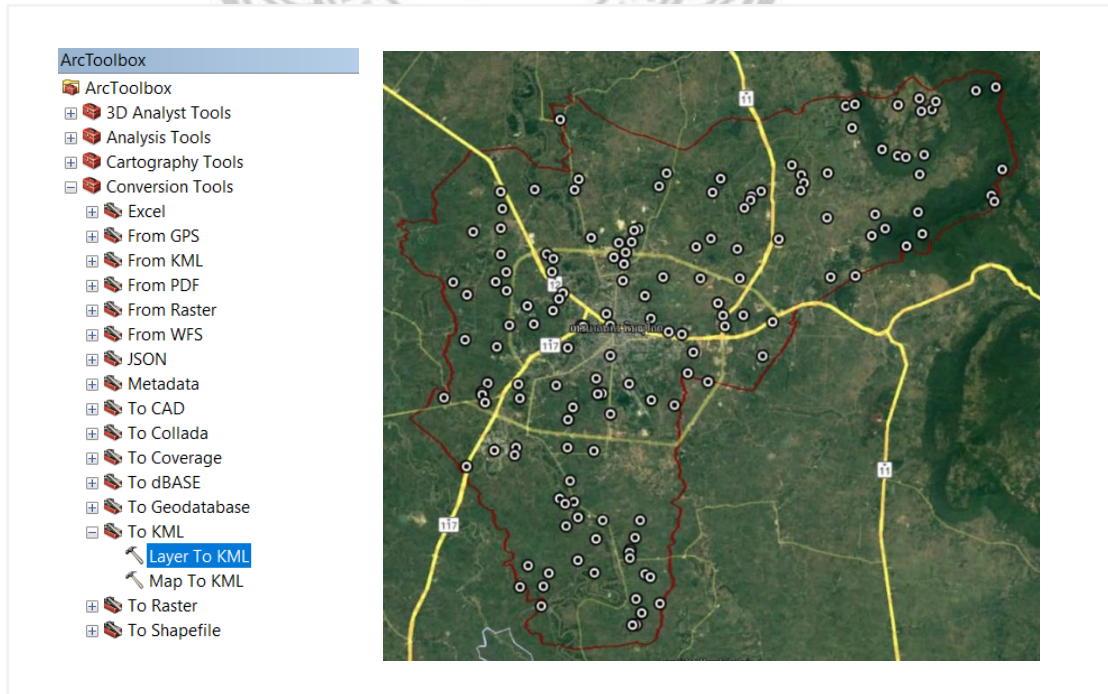 ArcToolbox
ArcToolbox
3D Analyst Tools
Analysis Tools
Cartography Tools
Conversion Tools
Excel
From GPS
From KML
From PDF
From Raster
From WFS
JSON
Metadata
To CAD
To Collada
To Coverage
To dBASE
To Geodatabase
To KML
Layer To KML
Map To KML
To Raster
To Shapefile
11
12
117
11
117